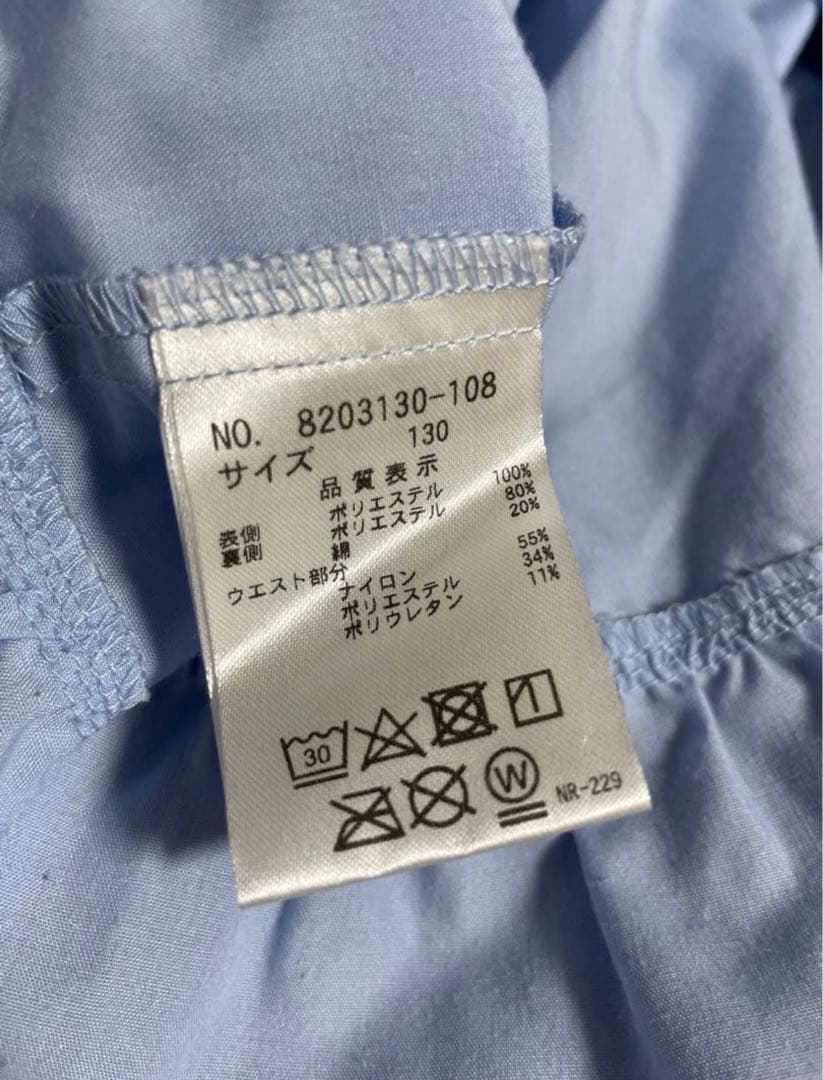 NO. 8203130-108
サイズ 130
品質表示
表側 ポリエステル 100%
裏側 ポリエステル 80%
綿 20%
ウエスト部分
ナイロン 55%
ポリエステル 34%
ポリウレタン 11%
30
W
NR-229